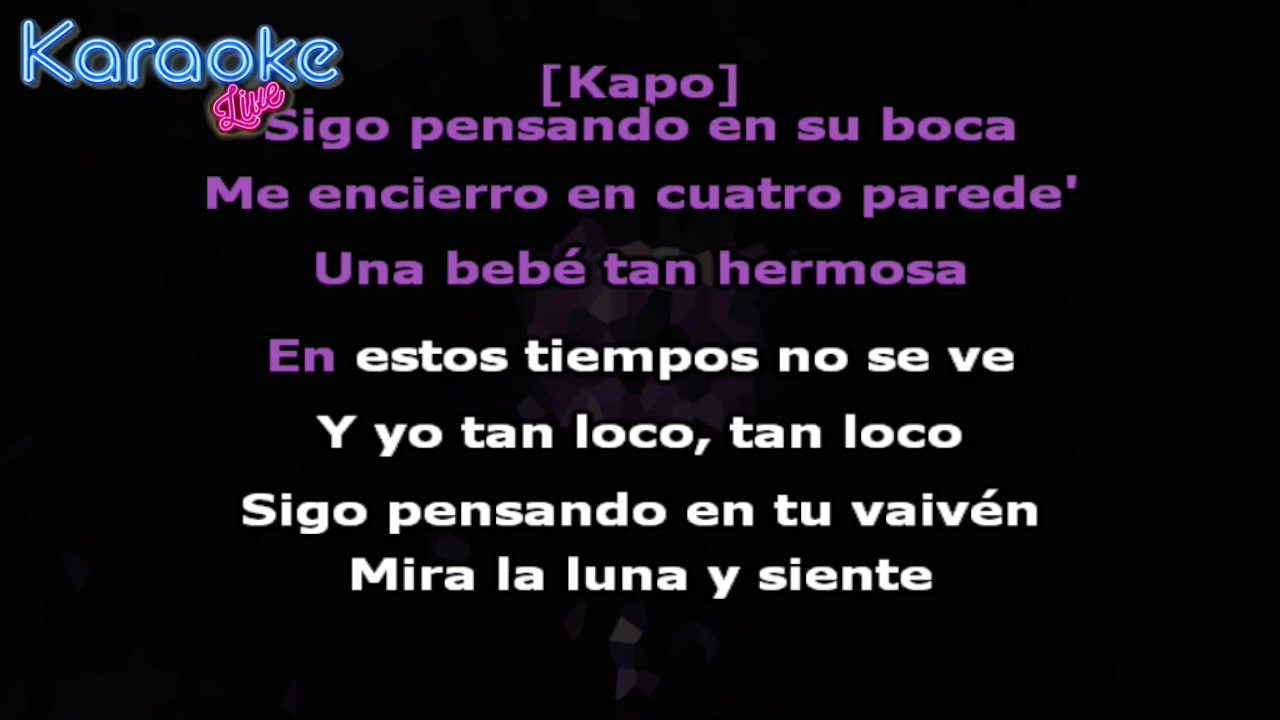 Karaoke
Live
[Kapo]
Sigo pensando en su boca
Me encierro en cuatro parede'
Una bebé tan hermosa
En estos tiempos no se ve
Y yo tan loco, tan loco
Sigo pensando en tu vaivén
Mira la luna y siente